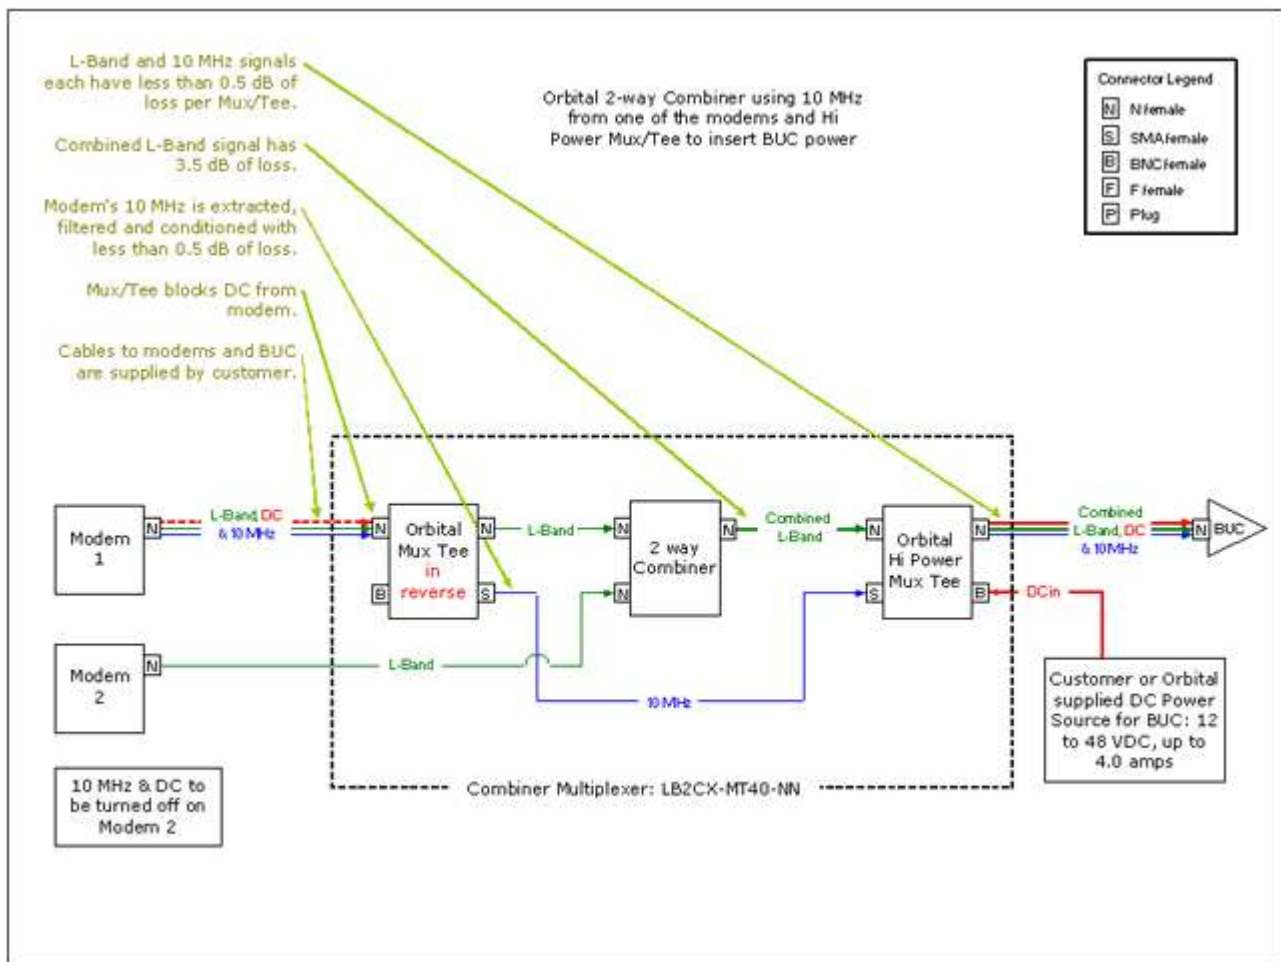 L-Band and 10 MHz signals
each have less than 0.5 dB of
loss per Mux/Tee.
Combined L-Band signal has
3.5 dB of loss.
Modem's 10 MHz is extracted,
filtered and conditioned with
less than 0.5 dB of loss.
Mux/Tee blocks DC from
modem.
Cables to modems and BUC
are supplied by customer.
Orbital 2-way Combiner using 10 MHz
from one of the modems and Hi
Power Mux/Tee to insert BUC power
Connector Legend
N N female
S SMA female
B BNC female
F F female
P Plug
Modem
1
N
L-Band, DC
& 10 MHz
N
B
Orbital
Mux Tee
in
reverse
N
S
L-Band
N
N
2 way
Combiner
N
Combined
L-Band
N
S
Orbital
Hi Power
Mux Tee
N
B
Combined
L-Band, DC
& 10 MHz
N
BUC
DC in
Modem
2
N
L-Band
10 MHz
Customer or Orbital
supplied DC Power
Source for BUC: 12
to 48 VDC, up to
4.0 amps
10 MHz & DC to
be turned off on
Modem 2
Combiner Multiplexer: LB2CX-MT40-NN